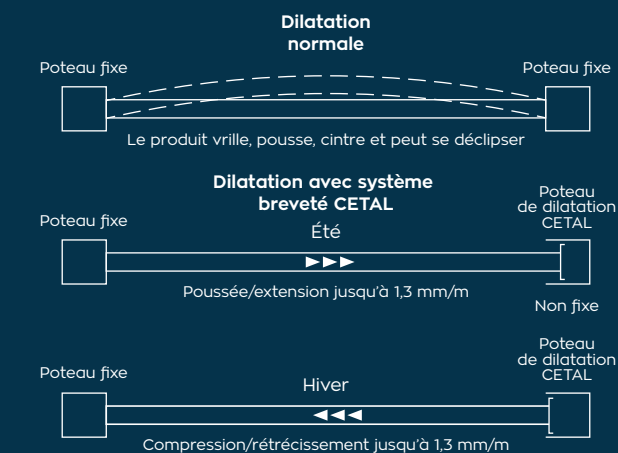 Dilatation
normale
Poteau fixe
Poteau fixe
Le produit vrille, pousse, cintre et peut se déclipser
Dilatation avec système
breveté CETAL
Poteau fixe
Été
Poteau
de dilatation
CETAL
Poussée/extension jusqu'à 1,3 mm/m
Non fixe
Poteau fixe
Hiver
Poteau
de dilatation
CETAL
Compression/rétrécissement jusqu'à 1,3 mm/m